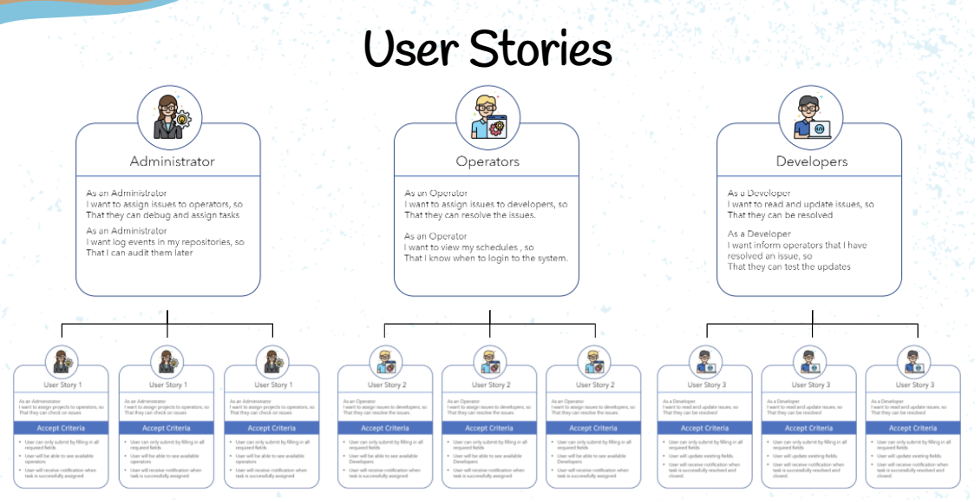 User Stories
Administrator
As an Administrator
I want to assign issues to operators, so
That they can debug and assign tasks
As an Administrator
I want log events in my repositories, so
That I can audit them later
Operators
As an Operator
I want to assign issues to developers, so
That they can resolve the issues.
As an Operator
I want to view my schedules , so
That I know when to login to the system.
Developers
As a Developer
I want to read and update issues, so
That they can be resolved
As a Developer
I want inform operators that I have
resolved an issue, so
That they can test the updates
User Story 1
As an Administrator
I want to assign projects to operators, so
That they can check on issues
Accept Criteria
• User can only submit by filling in all
required fields
• User will be able to see available
operators
• User will receive notification when
task is successfully assigned
User Story 1
As an Administrator
I want to assign projects to operators, so
That they can check on issues
Accept Criteria
• User can only submit by filling in all
required fields
• User will be able to see available
operators
• User will receive notification when
task is successfully assigned
User Story 1
As an Administrator
I want to assign projects to operators, so
That they can check on issues
Accept Criteria
• User can only submit by filling in all
required fields
• User will be able to see available
operators
• User will receive notification when
task is successfully assigned
User Story 2
As an Operator
I want to assign issues to developers, so
That they can resolve the issues.
Accept Criteria
• User can only submit by filling in all
required fields
• User will be able to see available
Developers
• User will receive notification when
task is successfully assigned
User Story 2
As an Operator
I want to assign issues to developers, so
That they can resolve the issues.
Accept Criteria
• User can only submit by filling in all
required fields
• User will be able to see available
Developers
• User will receive notification when
task is successfully assigned
User Story 2
As an Operator
I want to assign issues to developers, so
That they can resolve the issues.
Accept Criteria
• User can only submit by filling in all
required fields
• User will be able to see available
Developers
• User will receive notification when
task is successfully assigned
User Story 3
As a Developer
I want to read and update issues, so
That they can be resolved
Accept Criteria
• User can only submit by filling in all
required fields
• User will update existing fields
• User will receive notification when
task is successfully resolved and
closed.
User Story 3
As a Developer
I want to read and update issues, so
That they can be resolved
Accept Criteria
• User can only submit by filling in all
required fields
• User will update existing fields
• User will receive notification when
task is successfully resolved and
closed.
User Story 3
As a Developer
I want to read and update issues, so
That they can be resolved
Accept Criteria
• User can only submit by filling in all
required fields
• User will update existing fields
• User will receive notification when
task is successfully resolved and
closed.